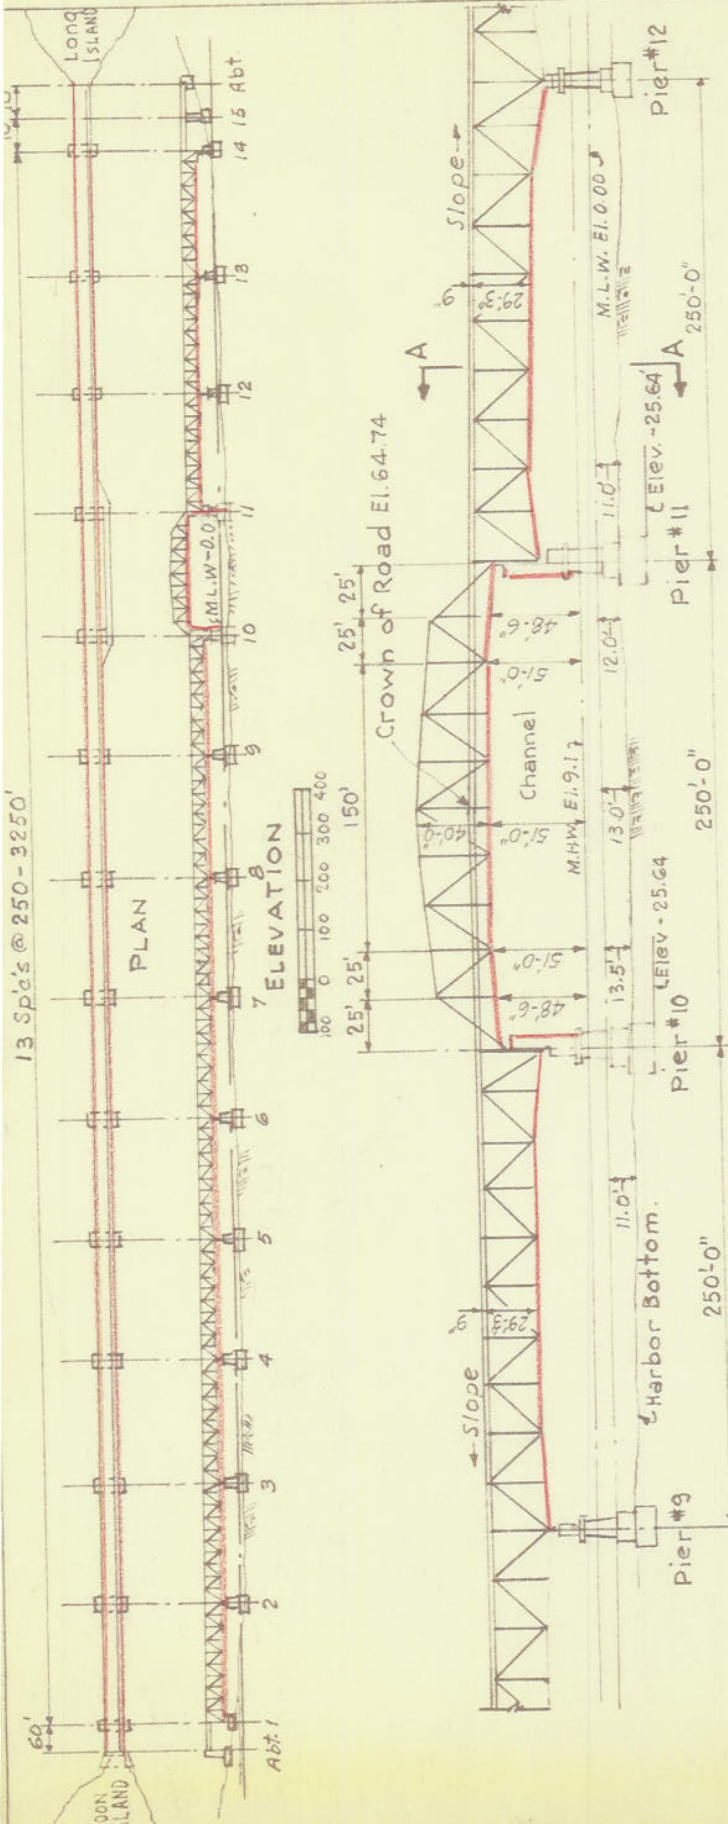 13 Spc's @ 250 - 3250'
60'
LONG
ISLAND
PLAN
Abt. 1
2
3
4
5
6
7
8
9
10
11
12
13
14
15
Abt.
M.L.W-0.0
ELEVATION
100
0
100
200
300
400
25'
25'
150'
25'
25'
Crown of Road El. 64.74
A
A
Slope
Slope
9"
29'-3"
9"
29'-3"
40'-0"
48'-6"
51'-0"
51'-0"
51'-0"
48'-6"
Channel
M.H.W. El. 9.17
M.L.W. El. 0.00
11.0'
13.5'
13.0'
12.0'
11.0'
Harbor Bottom.
Elev - 25.64
Elev. -25.64'
Pier #9
Pier #10
Pier #11
Pier #12
250'-0"
250'-0"
250'-0"